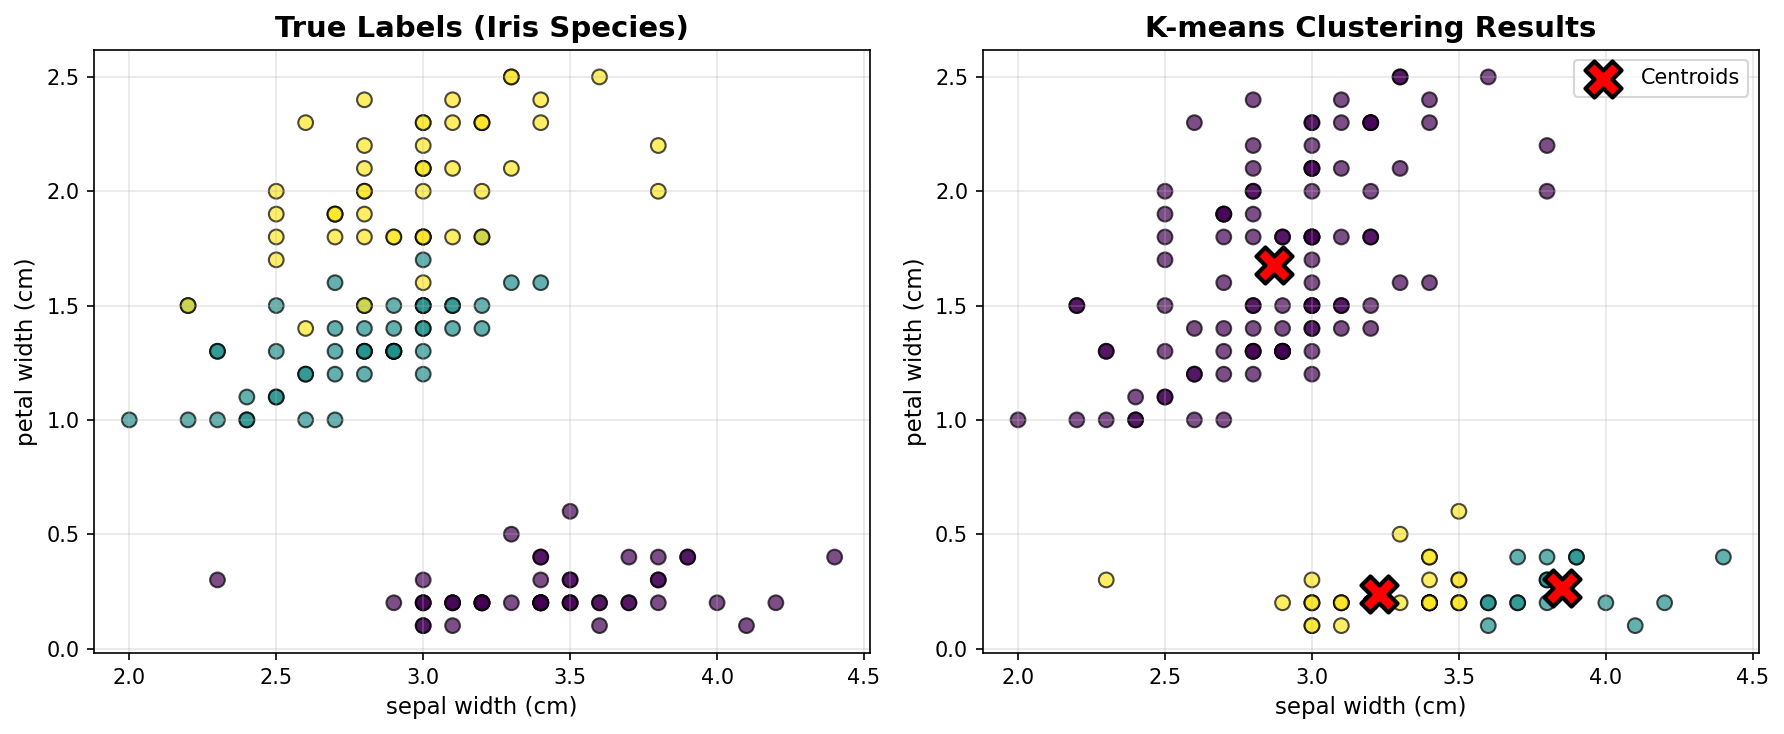 True Labels (Iris Species)
2.5
2.0
1.5
1.0
0.5
0.0
petal width (cm)
2.0 2.5 3.0 3.5 4.0 4.5
sepal width (cm)
K-means Clustering Results
Centroids
2.5
2.0
1.5
1.0
0.5
0.0
petal width (cm)
2.0 2.5 3.0 3.5 4.0 4.5
sepal width (cm)